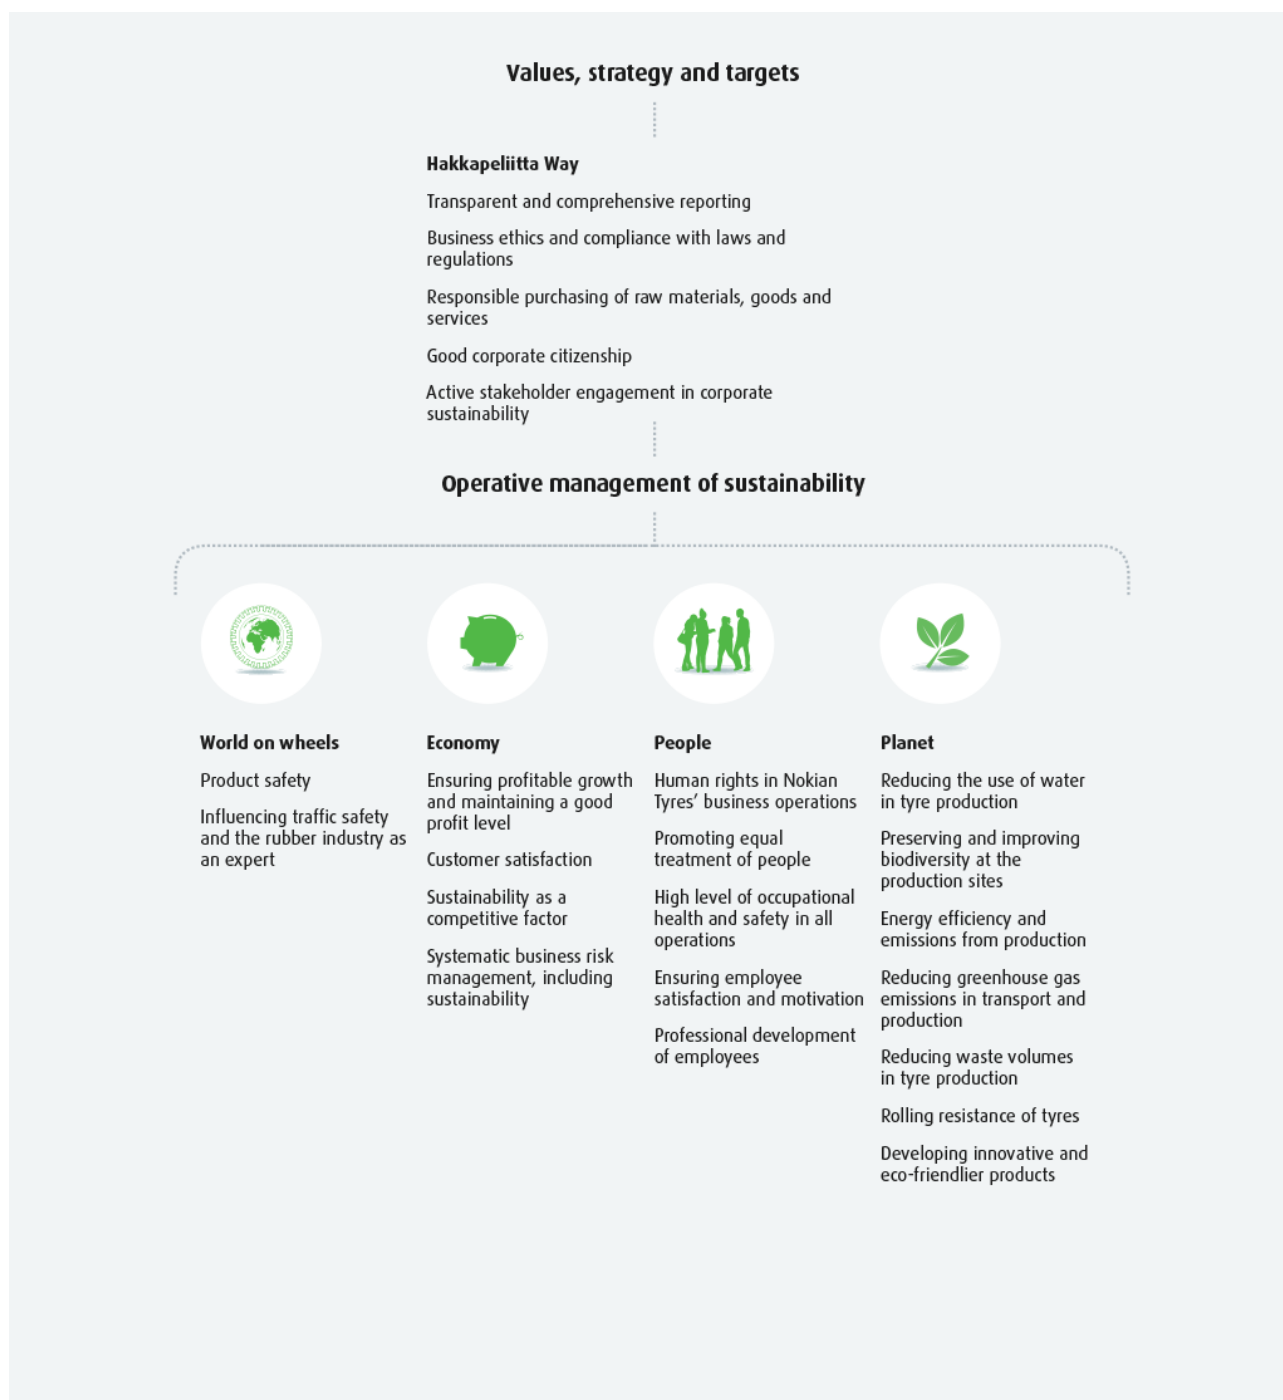 Values, strategy and targets
Hakkapeliitta Way
Transparent and comprehensive reporting
Business ethics and compliance with laws and
regulations
Responsible purchasing of raw materials, goods and
services
Good corporate citizenship
Active stakeholder engagement in corporate
sustainability
Operative management of sustainability
World on wheels
Product safety
Influencing traffic safety
and the rubber industry as
an expert
Economy
Ensuring profitable growth
and maintaining a good
profit level
Customer satisfaction
Sustainability as a
competitive factor
Systematic business risk
management, including
sustainability
People
Human rights in Nokian
Tyres’ business operations
Promoting equal
treatment of people
High level of occupational
health and safety in all
operations
Ensuring employee
satisfaction and motivation
Professional development
of employees
Planet
Reducing the use of water
in tyre production
Preserving and improving
biodiversity at the
production sites
Energy efficiency and
emissions from production
Reducing greenhouse gas
emissions in transport and
production
Reducing waste volumes
in tyre production
Rolling resistance of tyres
Developing innovative and
eco-friendlier products